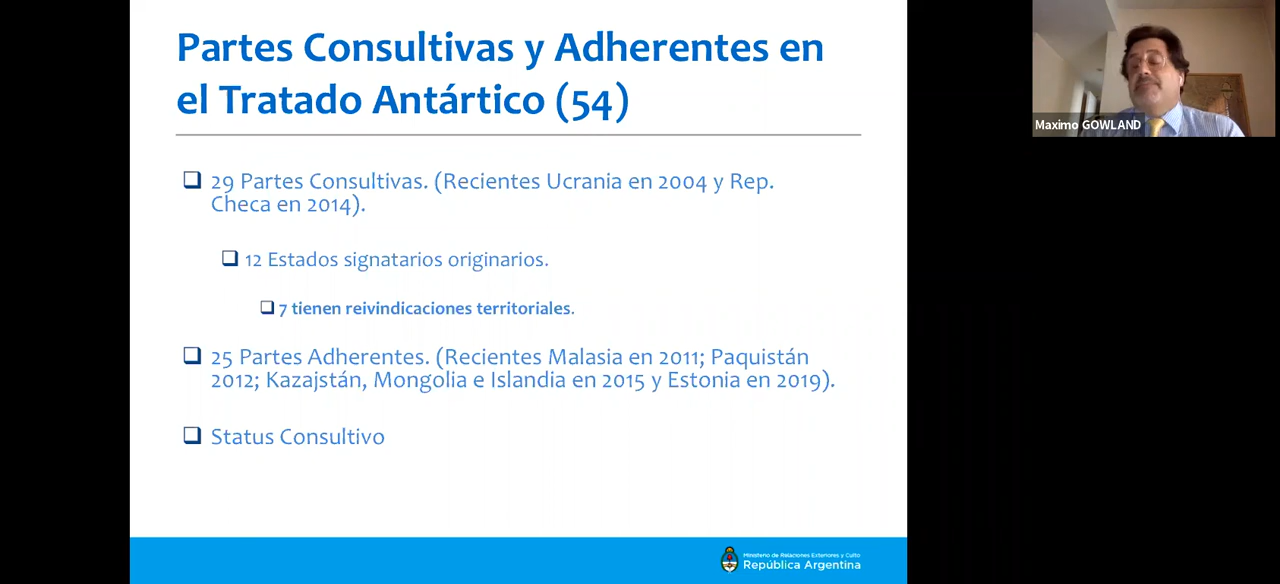 Partes Consultivas y Adherentes en
el Tratado Antártico (54)
29 Partes Consultivas. (Recientes Ucrania en 2004 y Rep.
Checa en 2014).
12 Estados signatarios originarios.
7 tienen reivindicaciones territoriales.
25 Partes Adherentes. (Recientes Malasia en 2011; Paquistán
2012; Kazajstán, Mongolia e Islandia en 2015 y Estonia en 2019).
Status Consultivo
Ministerio de Relaciones Exteriores y Culto
República Argentina
Maximo GOWLAND